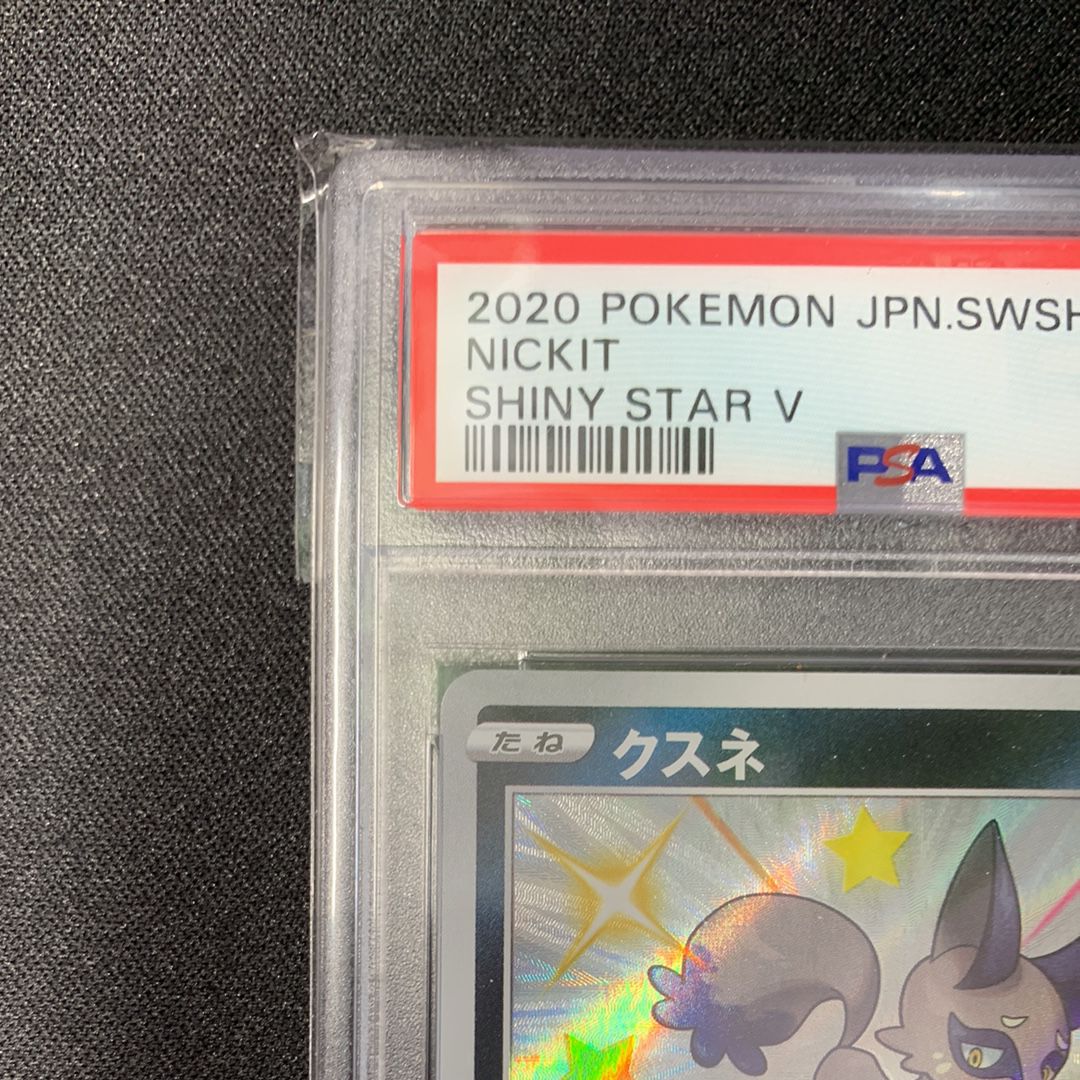 2020 POKEMON JPN.SWSH
NICKIT
SHINY STAR V
PSA
たね クスネ